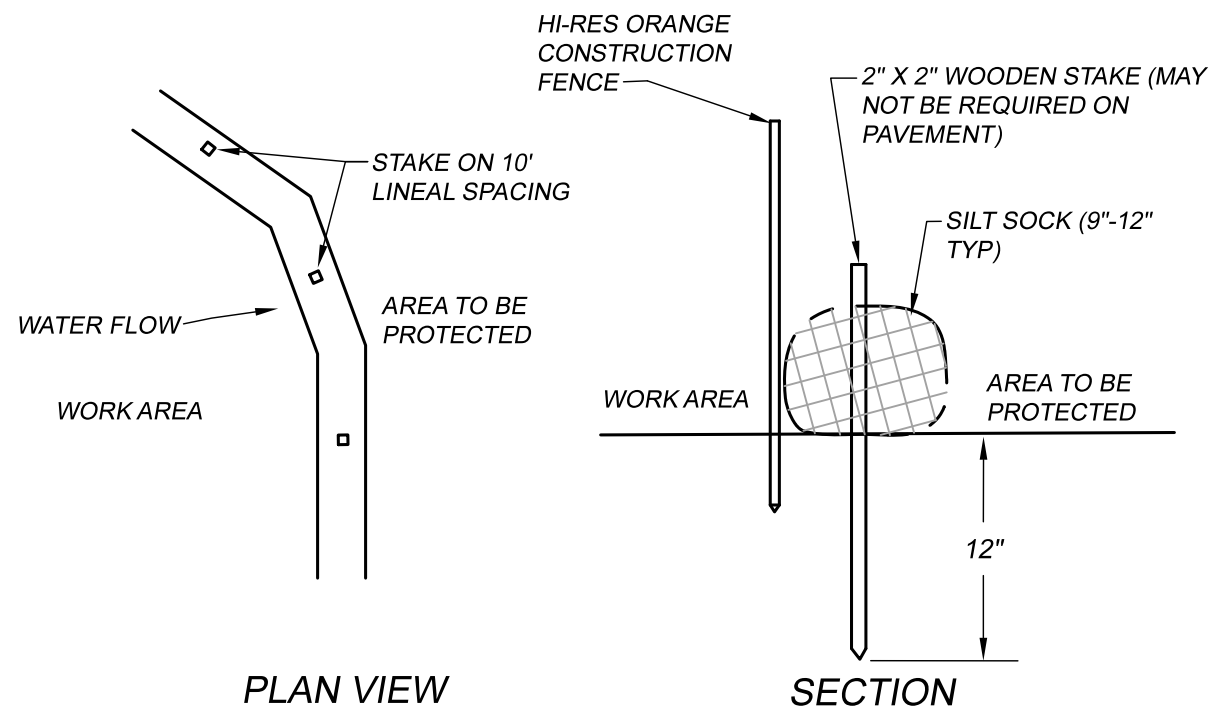 HI-RES ORANGE
CONSTRUCTION
FENCE
2" X 2" WOODEN STAKE (MAY
NOT BE REQUIRED ON
PAVEMENT)
STAKE ON 10'
LINEAL SPACING
SILT SOCK (9"-12"
TYP)
WATER FLOW
AREA TO BE
PROTECTED
WORK AREA
WORK AREA
AREA TO BE
PROTECTED
12"
PLAN VIEW
SECTION